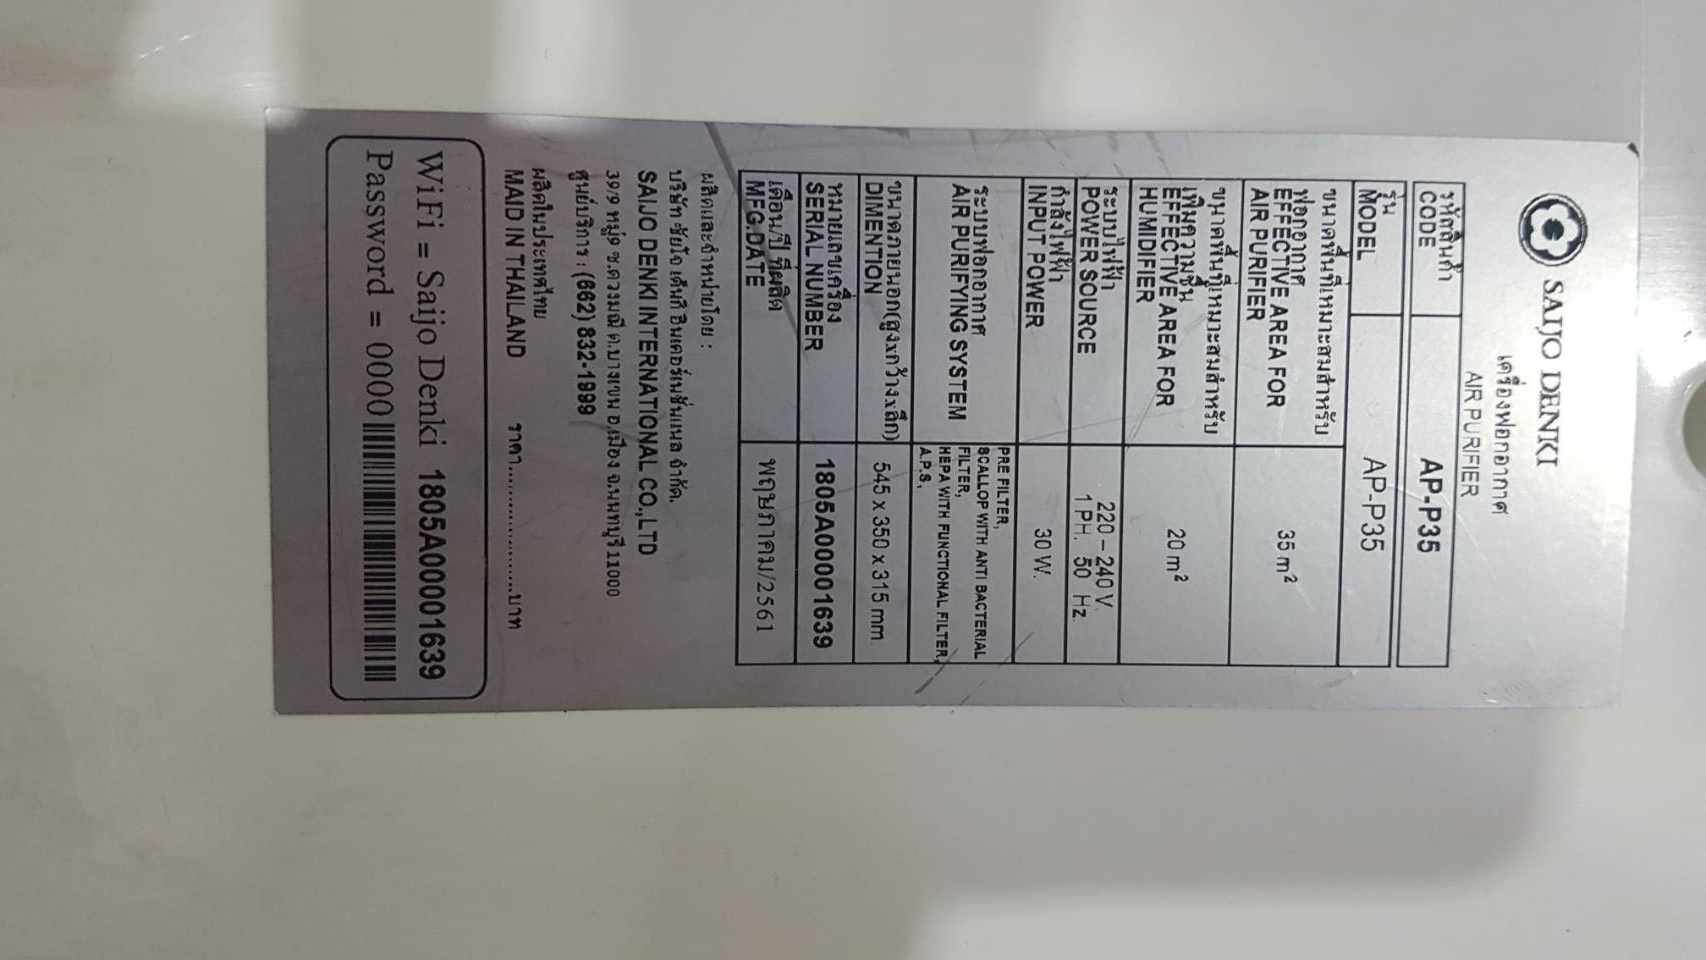 SAIJO DENKI
เครื่องฟอกอากาศ
AIR PURIFIER
รหัสสินค้า
CODE
AP-P35
รุ่น
MODEL
AP-P35
ขนาดพื้นที่เหมาะสมสำหรับ
ฟอกอากาศ
EFFECTIVE AREA FOR
AIR PURIFIER
35 m²
ขนาดพื้นที่เหมาะสมสำหรับ
เพิ่มความชื้น
EFFECTIVE AREA FOR
HUMIDIFIER
20 m²
ระบบไฟฟ้า
POWER SOURCE
220 – 240 V.
1 PH. 50 Hz
กำลังไฟฟ้า
INPUT POWER
30 W.
ระบบฟอกอากาศ
AIR PURIFYING SYSTEM
PRE FILTER,
SCALLOP WITH ANTI BACTERIAL
FILTER,
HEPA WITH FUNCTIONAL FILTER,
A.P.S,
ขนาดภายนอก(สูงxกว้างxลึก)
DIMENTION
545 x 350 x 315 mm.
หมายเลขเครื่อง
SERIAL NUMBER
1805A00001639
เดือน/ปี ที่ผลิต
MFG.DATE
พฤษภาคม/2561
ผลิตและจำหน่ายโดย :
บริษัท ซัยโจ เด็นกิ อินเตอร์เนชั่นแนล จำกัด.
SAIJO DENKI INTERNATIONAL CO.,LTD
39/9 หมู่9 ซ.ดวงมณี ต.บางเขน อ.เมือง จ.นนทบุรี 11000
ศูนย์บริการ : (662) 832-1999
ผลิตในประเทศไทย
MAID IN THAILAND ราคา.......................บาท
WiFi = Saijo Denki 1805A00001639
Password = 0000